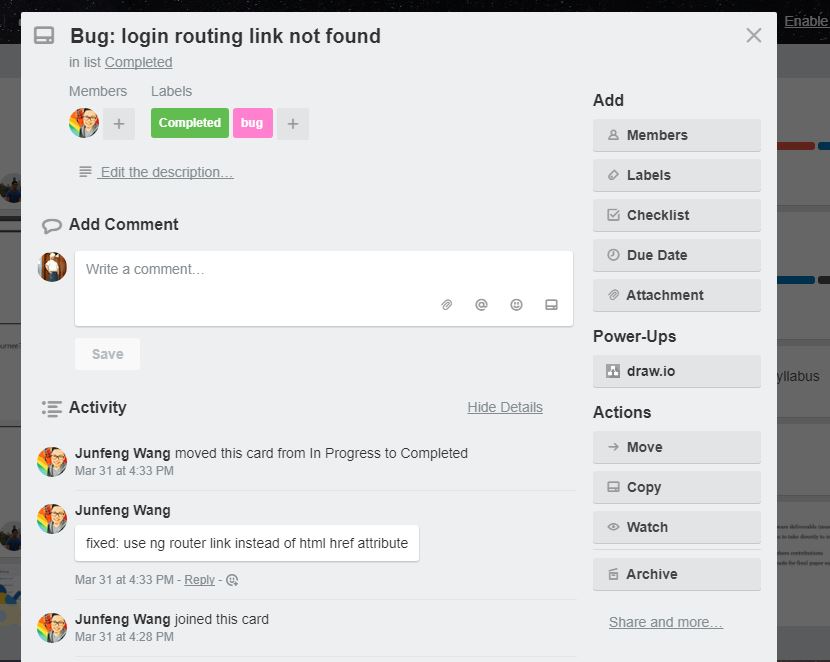 Enable
Bug: login routing link not found
in list Completed
Members
Labels
Completed
bug
Edit the description…
Add Comment
Write a comment…
Save
Activity
Hide Details
Junfeng Wang moved this card from In Progress to Completed
Mar 31 at 4:33 PM
Junfeng Wang
fixed: use ng router link instead of html href attribute
Mar 31 at 4:33 PM - Reply -
Junfeng Wang joined this card
Mar 31 at 4:28 PM
Add
Members
Labels
Checklist
Due Date
Attachment
Power-Ups
draw.io
Actions
Move
Copy
Watch
Archive
Share and more…
yllabus